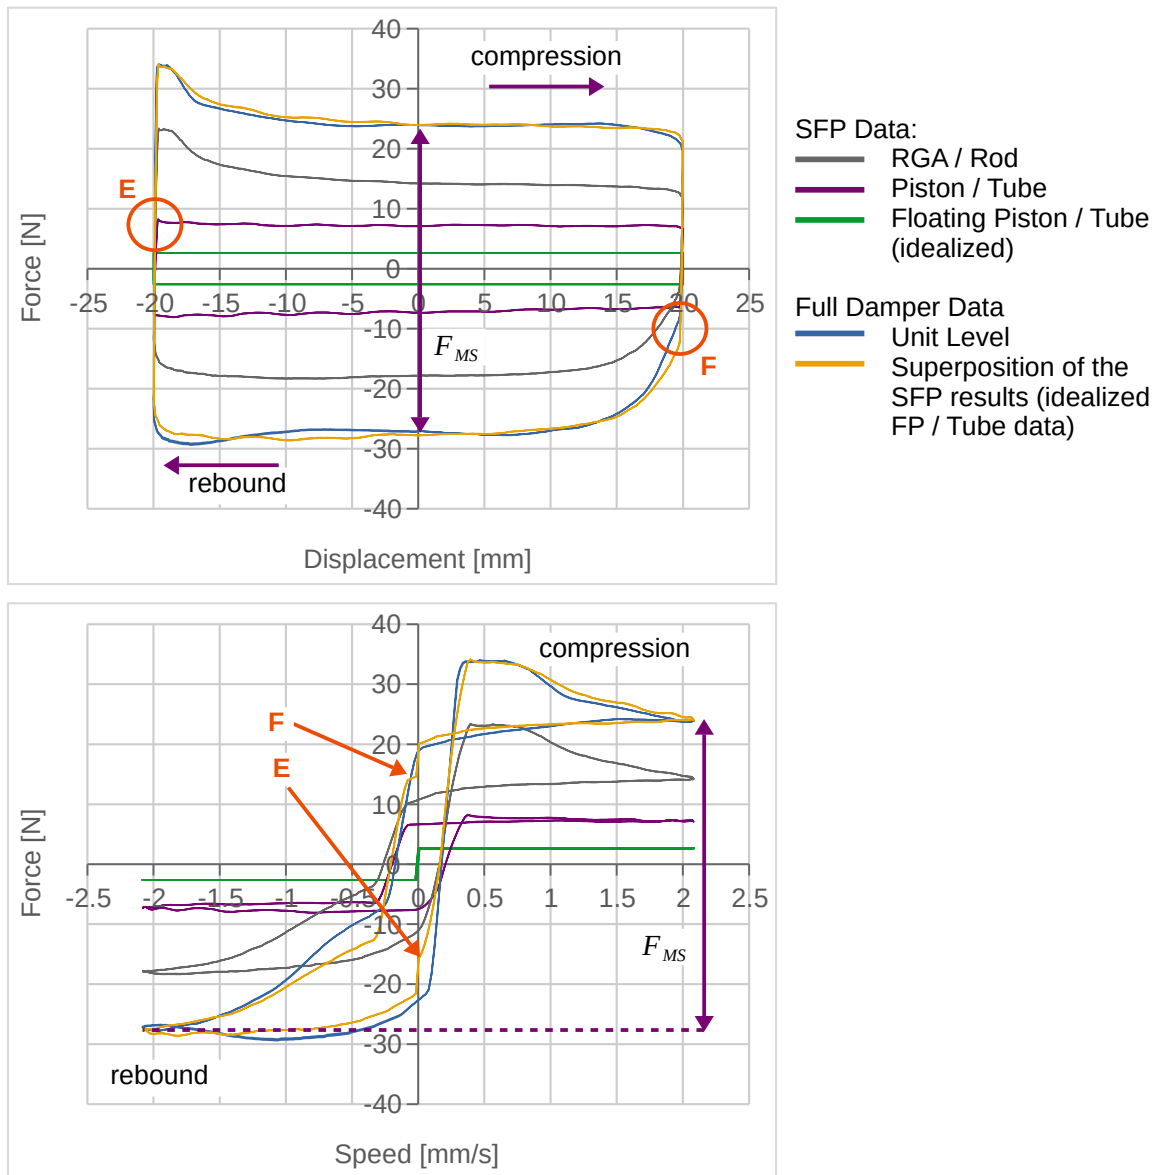 40
compression
30
20
E
10
0
-25 -20 -15 -10 -5 0 5 10 15 20 25
-10
F
MS
F
-20
-30
rebound
-40
Force [N]
Displacement [mm]
SFP Data:
RGA / Rod
Piston / Tube
Floating Piston / Tube
(idealized)
Full Damper Data
Unit Level
Superposition of the
SFP results (idealized
FP / Tube data)
40
compression
30
F
20
E
10
0
-2.5 -2 -1.5 -1 -0.5 0 0.5 1 1.5 2 2.5
-10
F
MS
-20
-30
rebound
-40
Force [N]
Speed [mm/s]